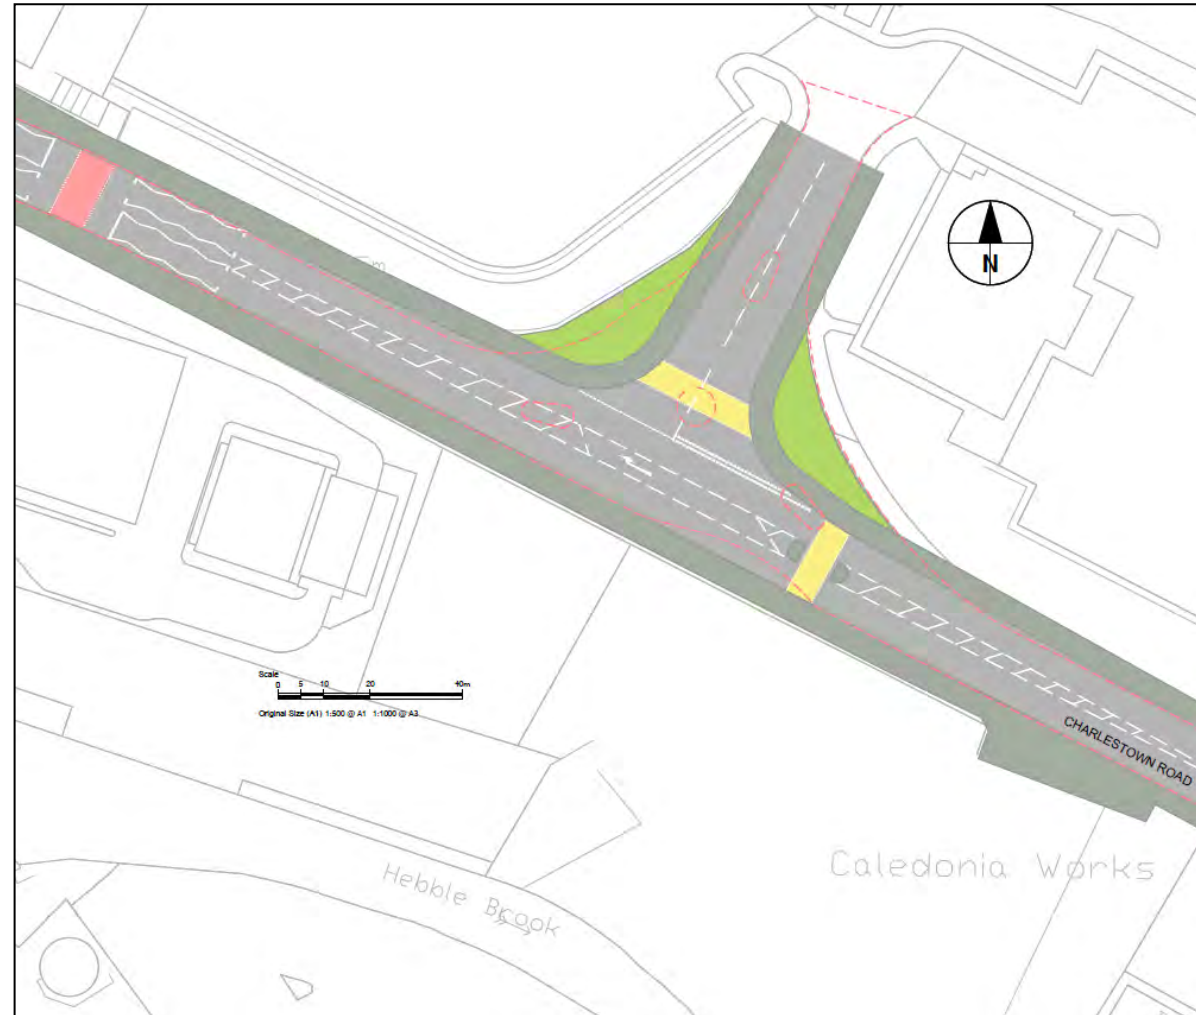 m
N
Scale
0 5 10 20 40m
Original Size (A1) 1:500 @ A1 1:1000 @ A3
CHARLESTOWN ROAD
Caledonia Works
Hebble Brook